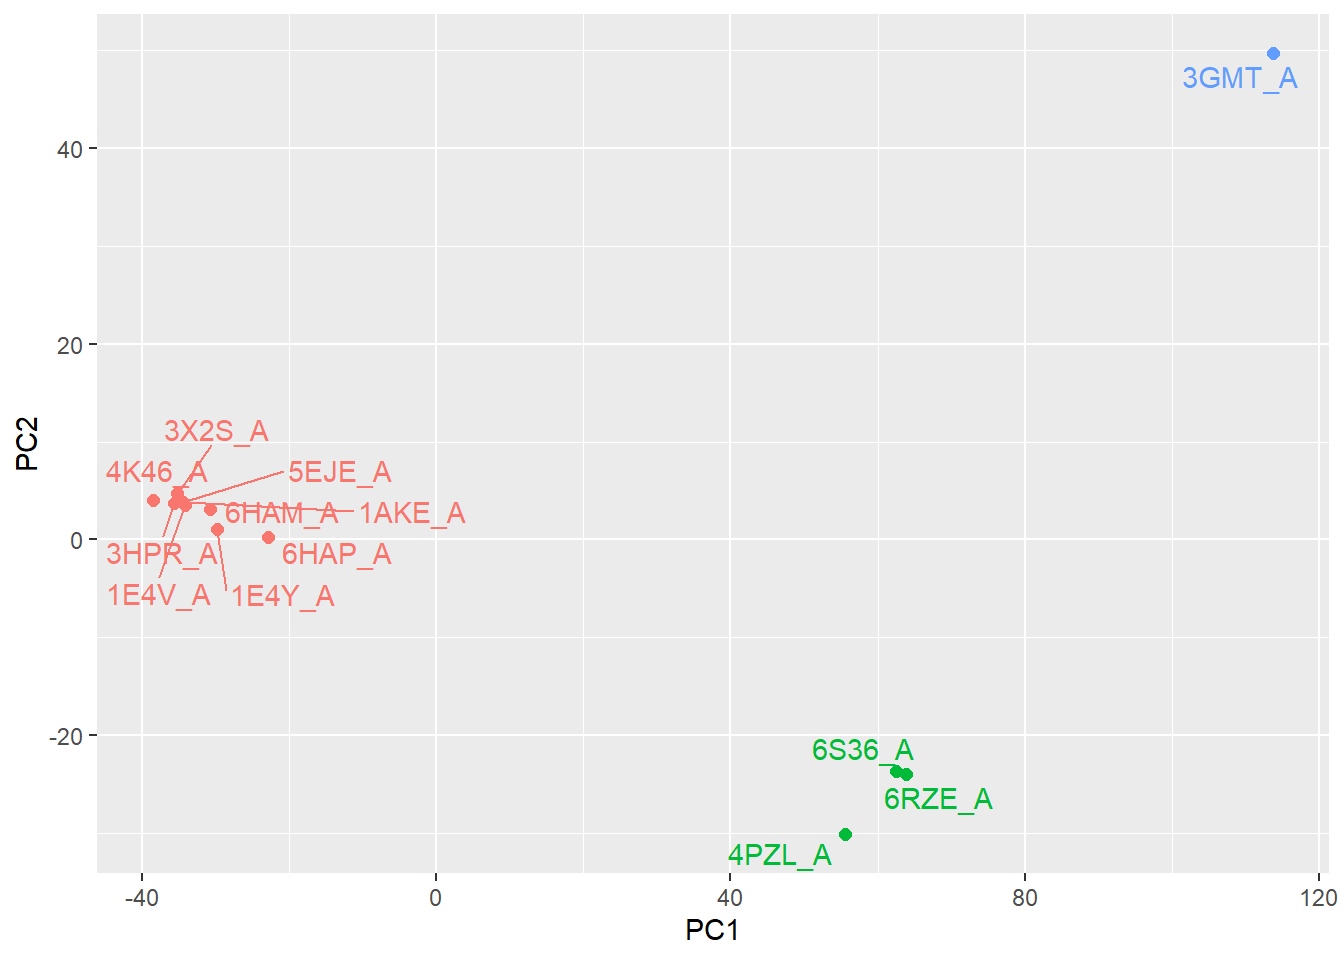 3GMT_A
40
20
PC2
3X2S_A
4K46_A
5EJE_A
6HAM_A
1AKE_A
0
3HPR_A
6HAP_A
1E4V_A
1E4Y_A
-20
6S36_A
6RZE_A
4PZL_A
-40
0
40
80
120
PC1